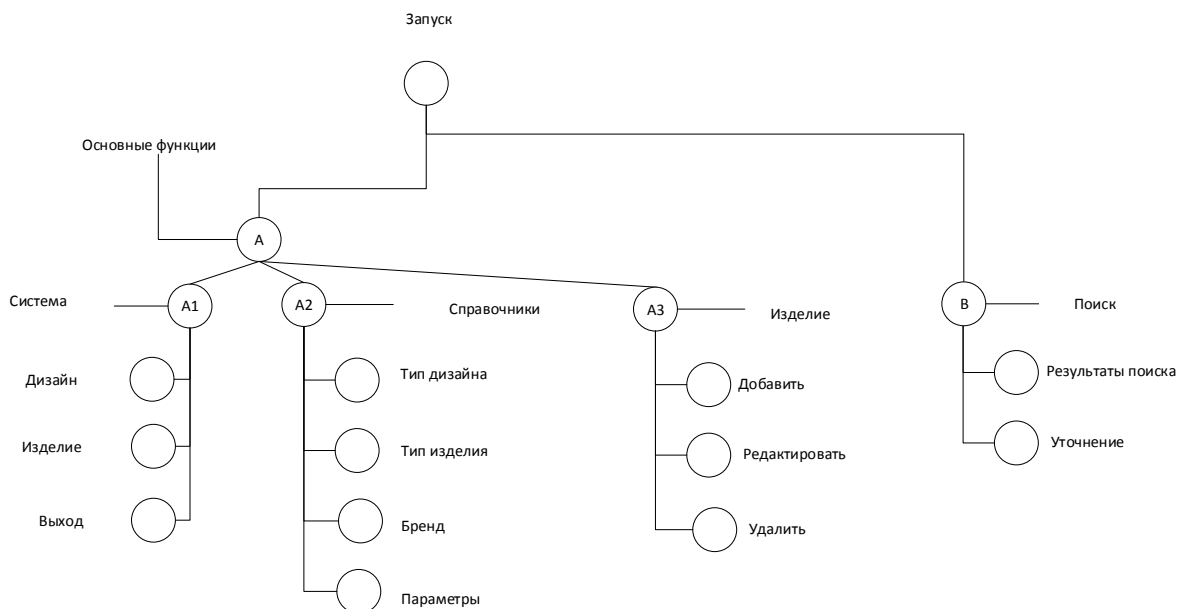 Запуск
Основные функции
A
Система
A1
A2
Справочники
A3
Изделие
B
Поиск
Дизайн
Тип дизайна
Добавить
Результаты поиска
Изделие
Тип изделия
Редактировать
Уточнение
Выход
Бренд
Удалить
Параметры